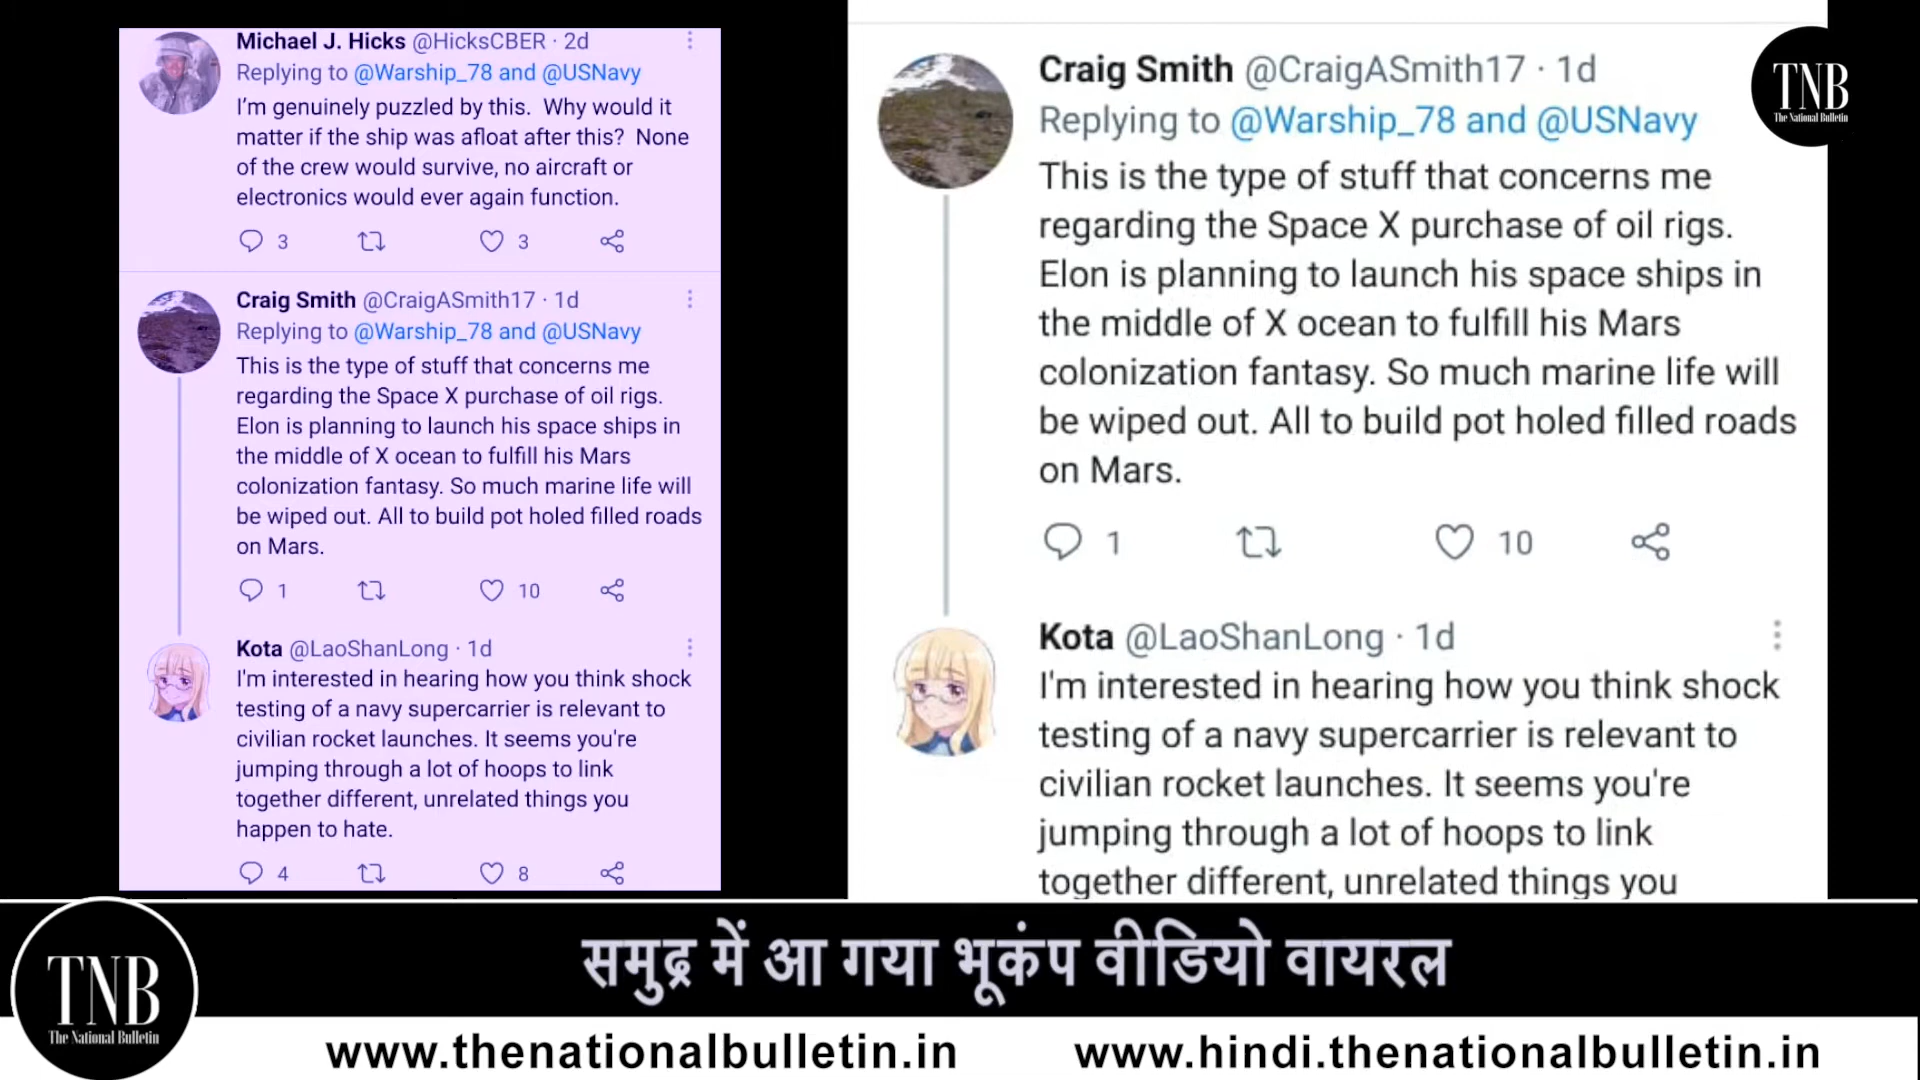 Michael J. Hicks @HicksCBER · 2d
Replying to @Warship_78 and @USNavy
I'm genuinely puzzled by this. Why would it
matter if the ship was afloat after this? None
of the crew would survive, no aircraft or
electronics would ever again function.
3 3
Craig Smith @CraigASmith17 · 1d
Replying to @Warship_78 and @USNavy
This is the type of stuff that concerns me
regarding the Space X purchase of oil rigs.
Elon is planning to launch his space ships in
the middle of X ocean to fulfill his Mars
colonization fantasy. So much marine life will
be wiped out. All to build pot holed filled roads
on Mars.
1 10
Kota @LaoShanLong · 1d
I'm interested in hearing how you think shock
testing of a navy supercarrier is relevant to
civilian rocket launches. It seems you're
jumping through a lot of hoops to link
together different, unrelated things you
happen to hate.
4 8
Craig Smith @CraigASmith17 · 1d
Replying to @Warship_78 and @USNavy
This is the type of stuff that concerns me
regarding the Space X purchase of oil rigs.
Elon is planning to launch his space ships in
the middle of X ocean to fulfill his Mars
colonization fantasy. So much marine life will
be wiped out. All to build pot holed filled roads
on Mars.
1 10
Kota @LaoShanLong · 1d
I'm interested in hearing how you think shock
testing of a navy supercarrier is relevant to
civilian rocket launches. It seems you're
jumping through a lot of hoops to link
together different, unrelated things you
TNB
The National Bulletin
समुद्र में आ गया भूकंप वीडियो वायरल
TNB
The National Bulletin
www.thenationalbulletin.in www.hindi.thenationalbulletin.in